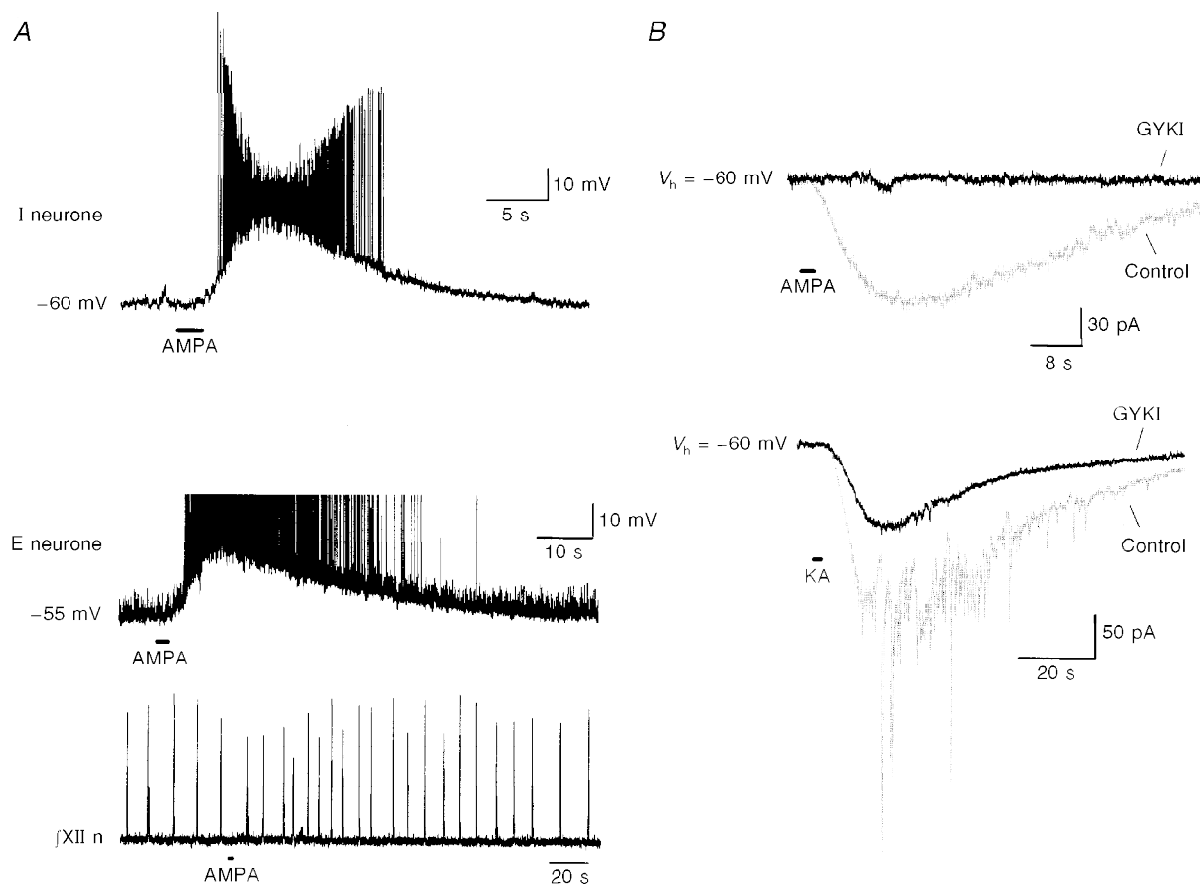 A
I neurone
10 mV
5 s
−60 mV
AMPA
E neurone
10 mV
10 s
−55 mV
AMPA
∫XII n
AMPA
20 s
B
GYKI
Vh = −60 mV
Control
AMPA
30 pA
8 s
GYKI
Vh = −60 mV
Control
KA
50 pA
20 s